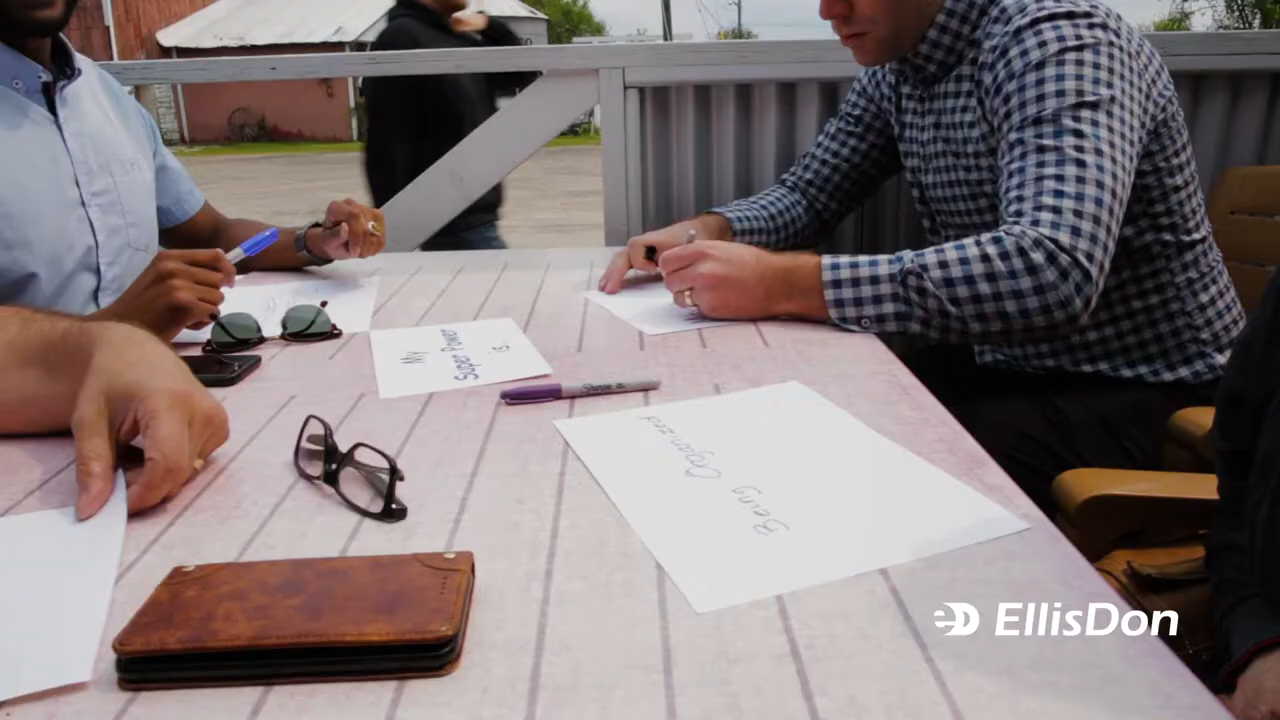 My
Super Power
is:
Being Organized
Sharpie
EllisDon